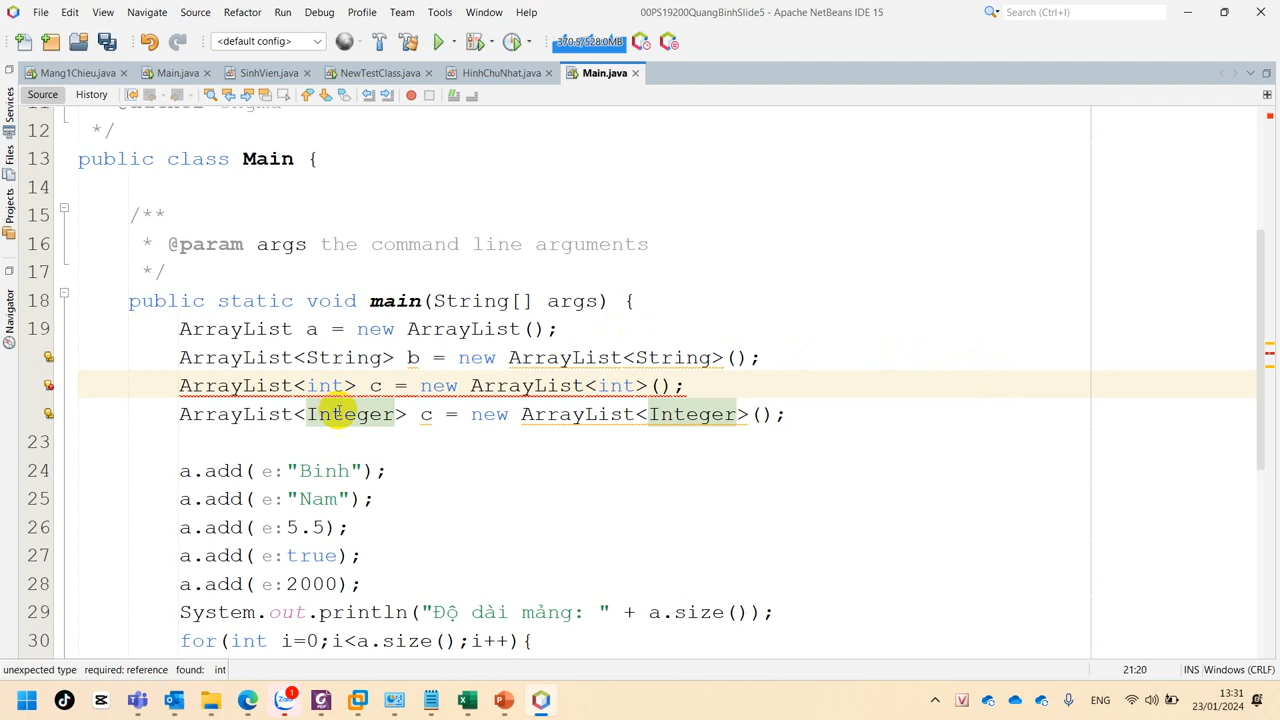 File Edit View Navigate Source Refactor Run Debug Profile Team Tools Window Help
00PS19200QuangBinhSlide5 - Apache NetBeans IDE 15
Search (Ctrl+I)
<default config>
370.5/528.0MB
Mang1Chieu.java
Main.java
SinhVien.java
NewTestClass.java
HinhChuNhat.java
Main.java
Source
History
Services
Files
Projects
Navigator
12 */
13 public class Main {
14
15 /**
16 * @param args the command line arguments
17 */
18 public static void main(String[] args) {
19 ArrayList a = new ArrayList();
ArrayList<String> b = new ArrayList<String>();
ArrayList<int> c = new ArrayList<int>();
ArrayList<Integer> c = new ArrayList<Integer>();
23
24 a.add( e: "Binh");
25 a.add( e: "Nam");
26 a.add( e: 5.5);
27 a.add( e: true);
28 a.add( e: 2000);
29 System.out.println("Độ dài mảng: " + a.size());
30 for(int i=0;i<a.size();i++){
unexpected type required: reference found: int
21:20
INS
Windows (CRLF)
1
ENG
13:31
23/01/2024